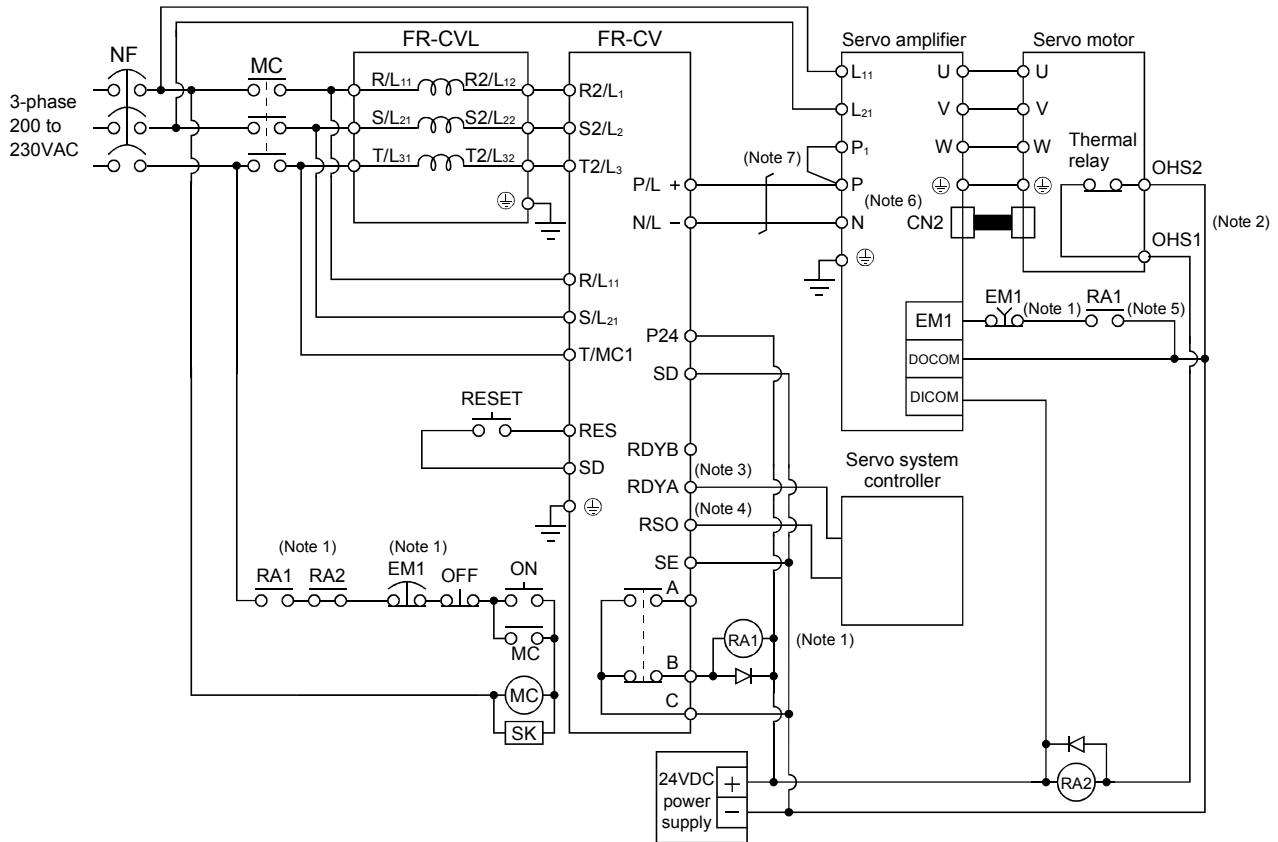 FR-CVL
FR-CV
Servo amplifier
Servo motor
NF
MC
3-phase
200 to
230VAC
R/L11
R2/L12
S/L21
S2/L22
T/L31
T2/L32
R2/L1
S2/L2
T2/L3
R/L11
S/L21
T/MC1
RESET
RES
SD
P/L +
N/L −
(Note 7)
P24
SD
RDYB
RDYA
(Note 3)
RSO
(Note 4)
SE
A
B
C
RA1
(Note 1)
L11
L21
P1
P
N
(Note 6)
U
V
W
CN2
U
V
W
Thermal
relay
OHS2
OHS1
(Note 2)
EM1
DOCOM
DICOM
EM1
(Note 1)
RA1
(Note 5)
Servo system
controller
(Note 1)
(Note 1)
RA1
RA2
EM1
OFF
ON
MC
MC
SK
24VDC
power
supply
+
−
RA2